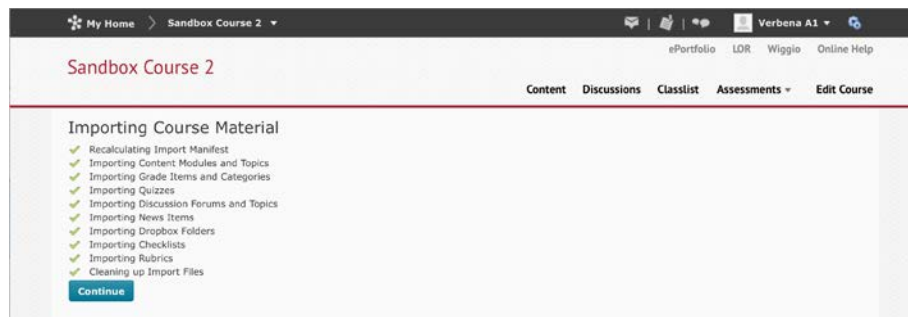 My Home Sandbox Course 2 Verbena A1
ePortfolio LOR Wiggio Online Help
Sandbox Course 2
Content Discussions Classlist Assessments Edit Course
Importing Course Material
Recalculating Import Manifest
Importing Content Modules and Topics
Importing Grade Items and Categories
Importing Quizzes
Importing Discussion Forums and Topics
Importing News Items
Importing Dropbox Folders
Importing Checklists
Importing Rubrics
Cleaning up Import Files
Continue